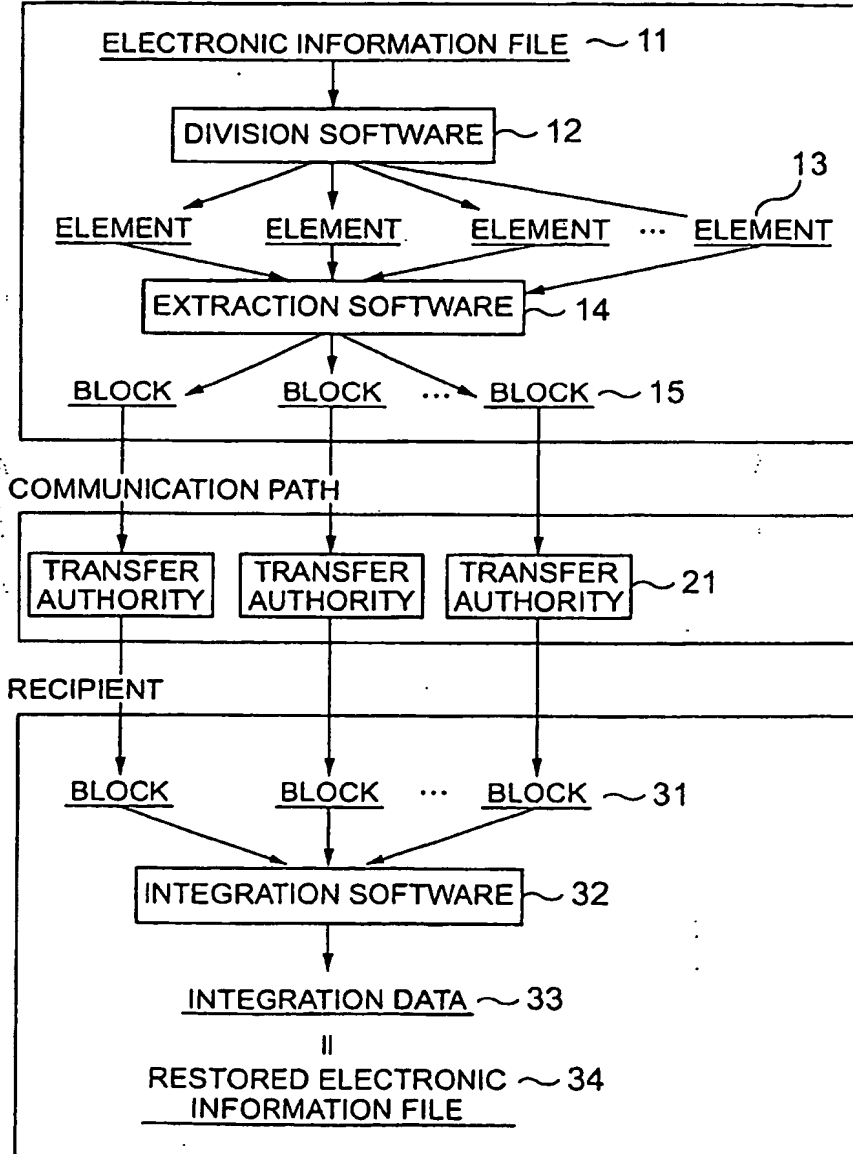 ELECTRONIC INFORMATION FILE ~ 11
DIVISION SOFTWARE ~ 12
13
ELEMENT ELEMENT ELEMENT ... ELEMENT
EXTRACTION SOFTWARE ~ 14
BLOCK BLOCK ... BLOCK ~ 15
COMMUNICATION PATH
TRANSFER AUTHORITY TRANSFER AUTHORITY TRANSFER AUTHORITY ~ 21
RECIPIENT
BLOCK BLOCK ... BLOCK ~ 31
INTEGRATION SOFTWARE ~ 32
INTEGRATION DATA ~ 33
=
RESTORED ELECTRONIC ~ 34
INFORMATION FILE